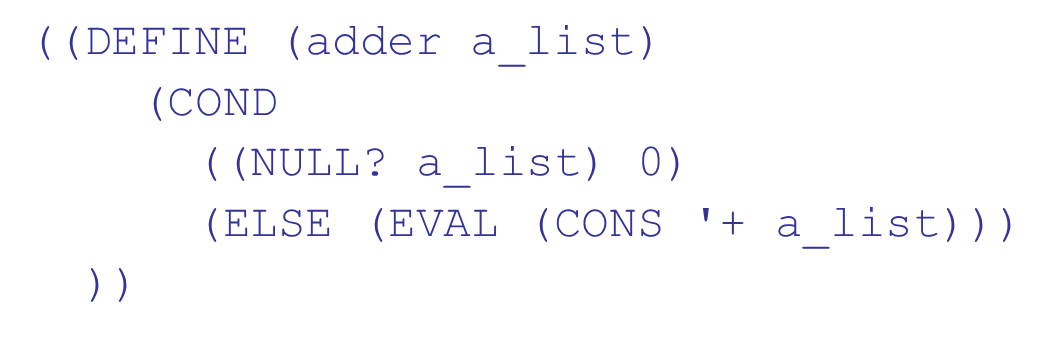 ((DEFINE (adder a_list)
(COND
((NULL? a_list) 0)
(ELSE (EVAL (CONS '+ a_list)))
))